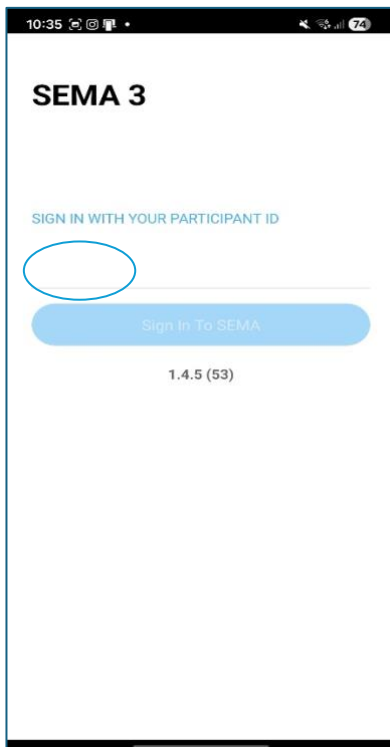 10:35
74
SEMA 3
SIGN IN WITH YOUR PARTICIPANT ID
Sign In To SEMA
1.4.5 (53)